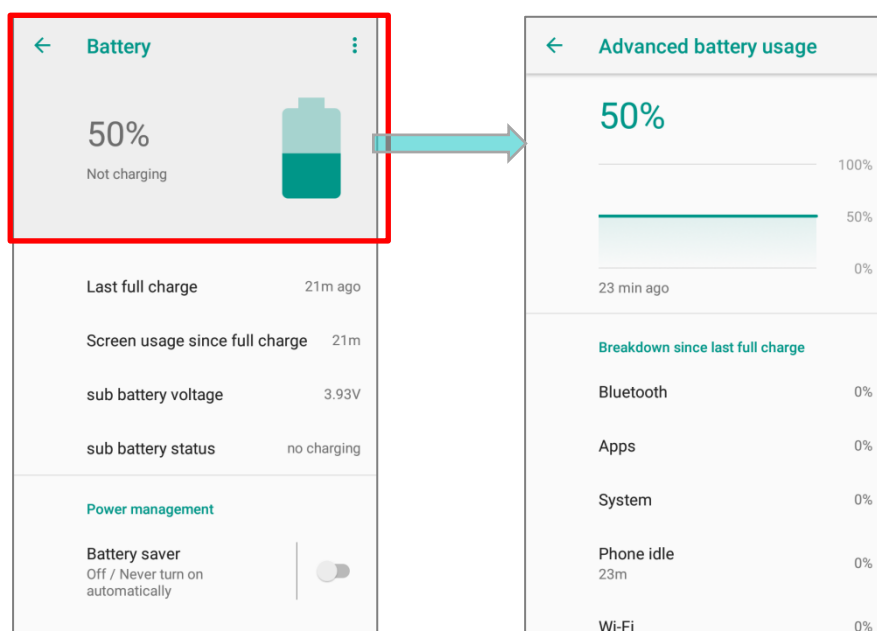 Battery
50%
Not charging
Last full charge 21m ago
Screen usage since full charge 21m
sub battery voltage 3.93V
sub battery status no charging
Power management
Battery saver
Off / Never turn on
automatically
Advanced battery usage
50%
100%
50%
0%
23 min ago
Breakdown since last full charge
Bluetooth 0%
Apps 0%
System 0%
Phone idle 0%
23m
Wi-Fi 0%